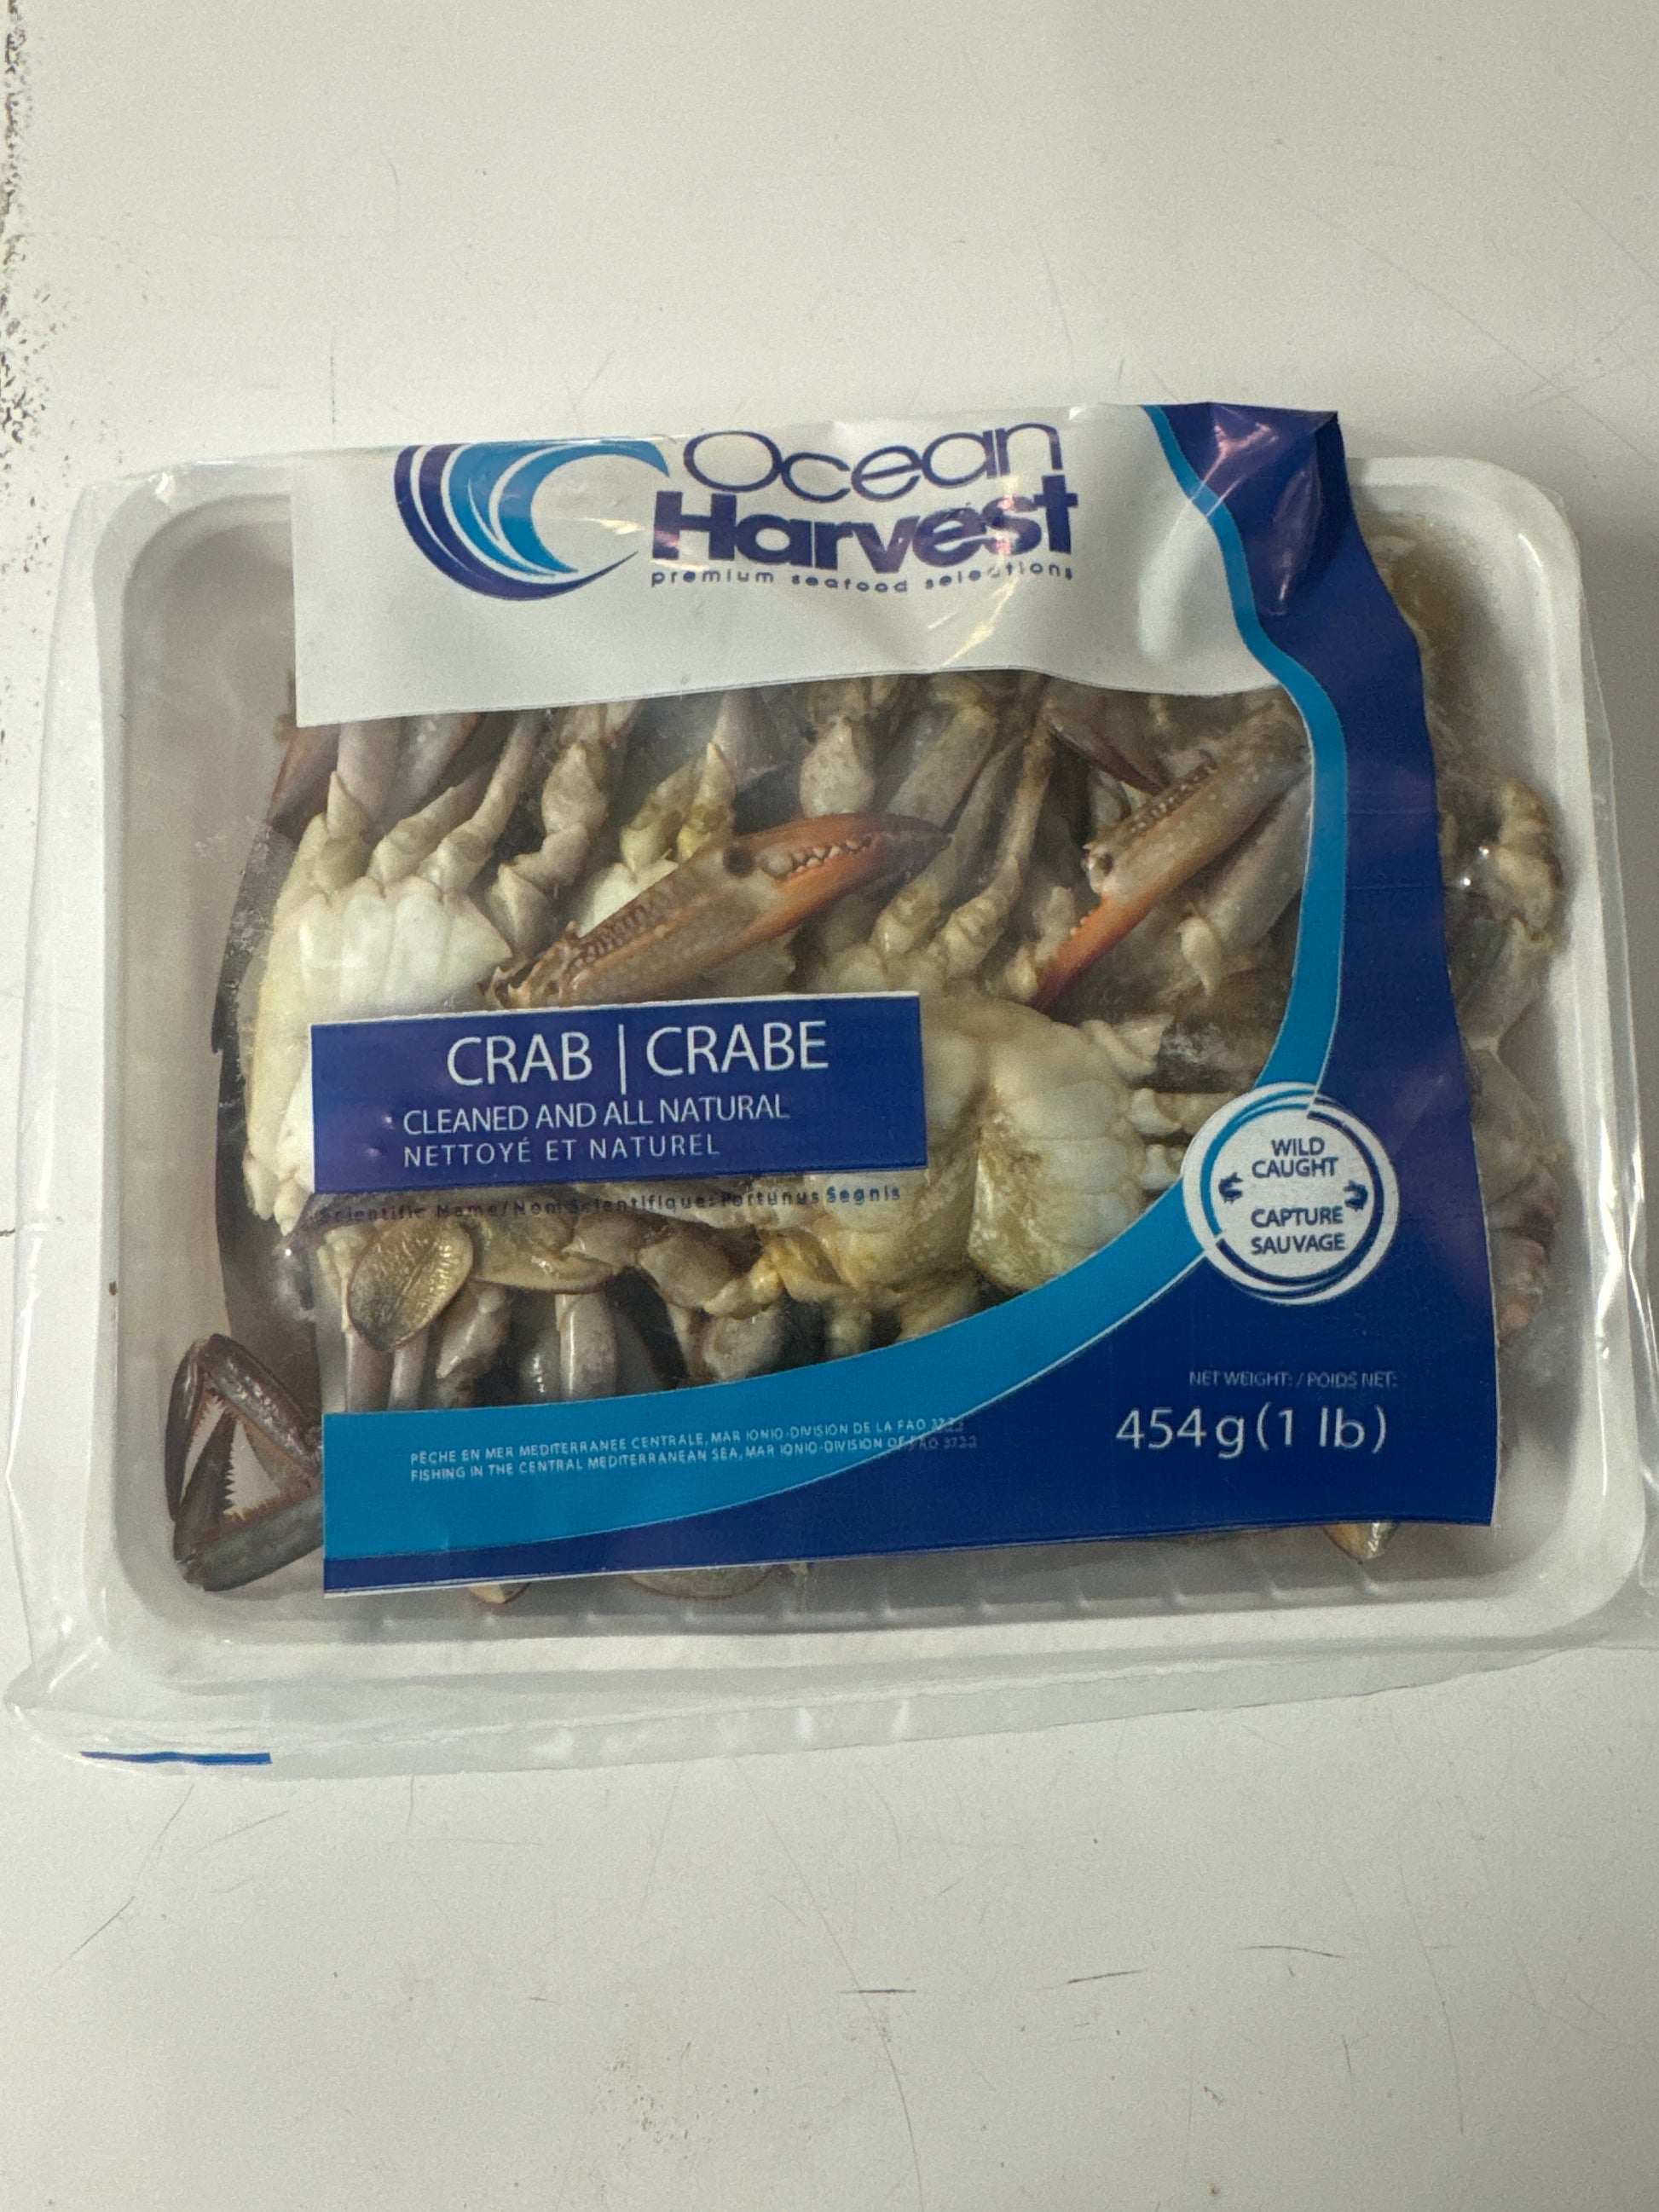 Ocean
Harvest
premium seafood selections
CRAB | CRABE
CLEANED AND ALL NATURAL
NETTOYÉ ET NATUREL
Scientific Name/Nom Scientifique: Portunus Segnis
WILD
CAUGHT
CAPTURE
SAUVAGE
NET WEIGHT: / POIDS NET:
454g (1 lb)
PÊCHE EN MER MEDITERRANEE CENTRALE, MAR IONIO-DIVISION DE LA FAO 37.2.2
FISHING IN THE CENTRAL MEDITERRANEAN SEA, MAR IONIO-DIVISION OF FAO 37.2.2